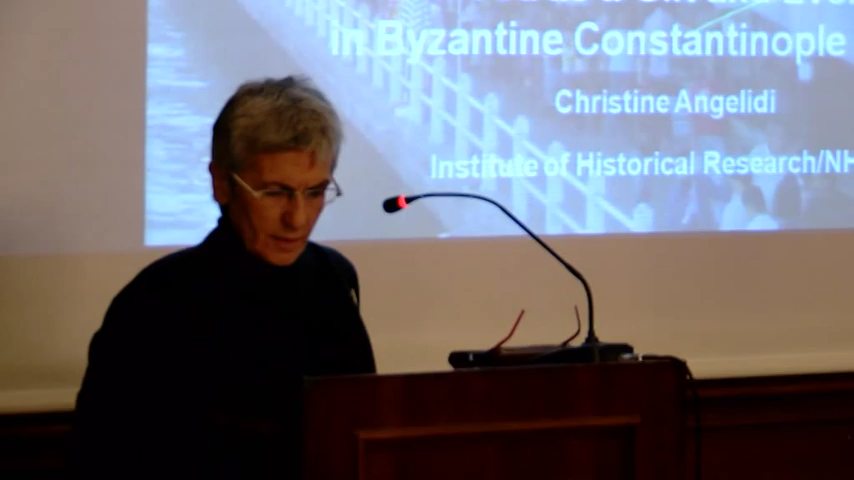 in Byzantine Constantinople
Christine Angelidi
Institute of Historical Research/NH